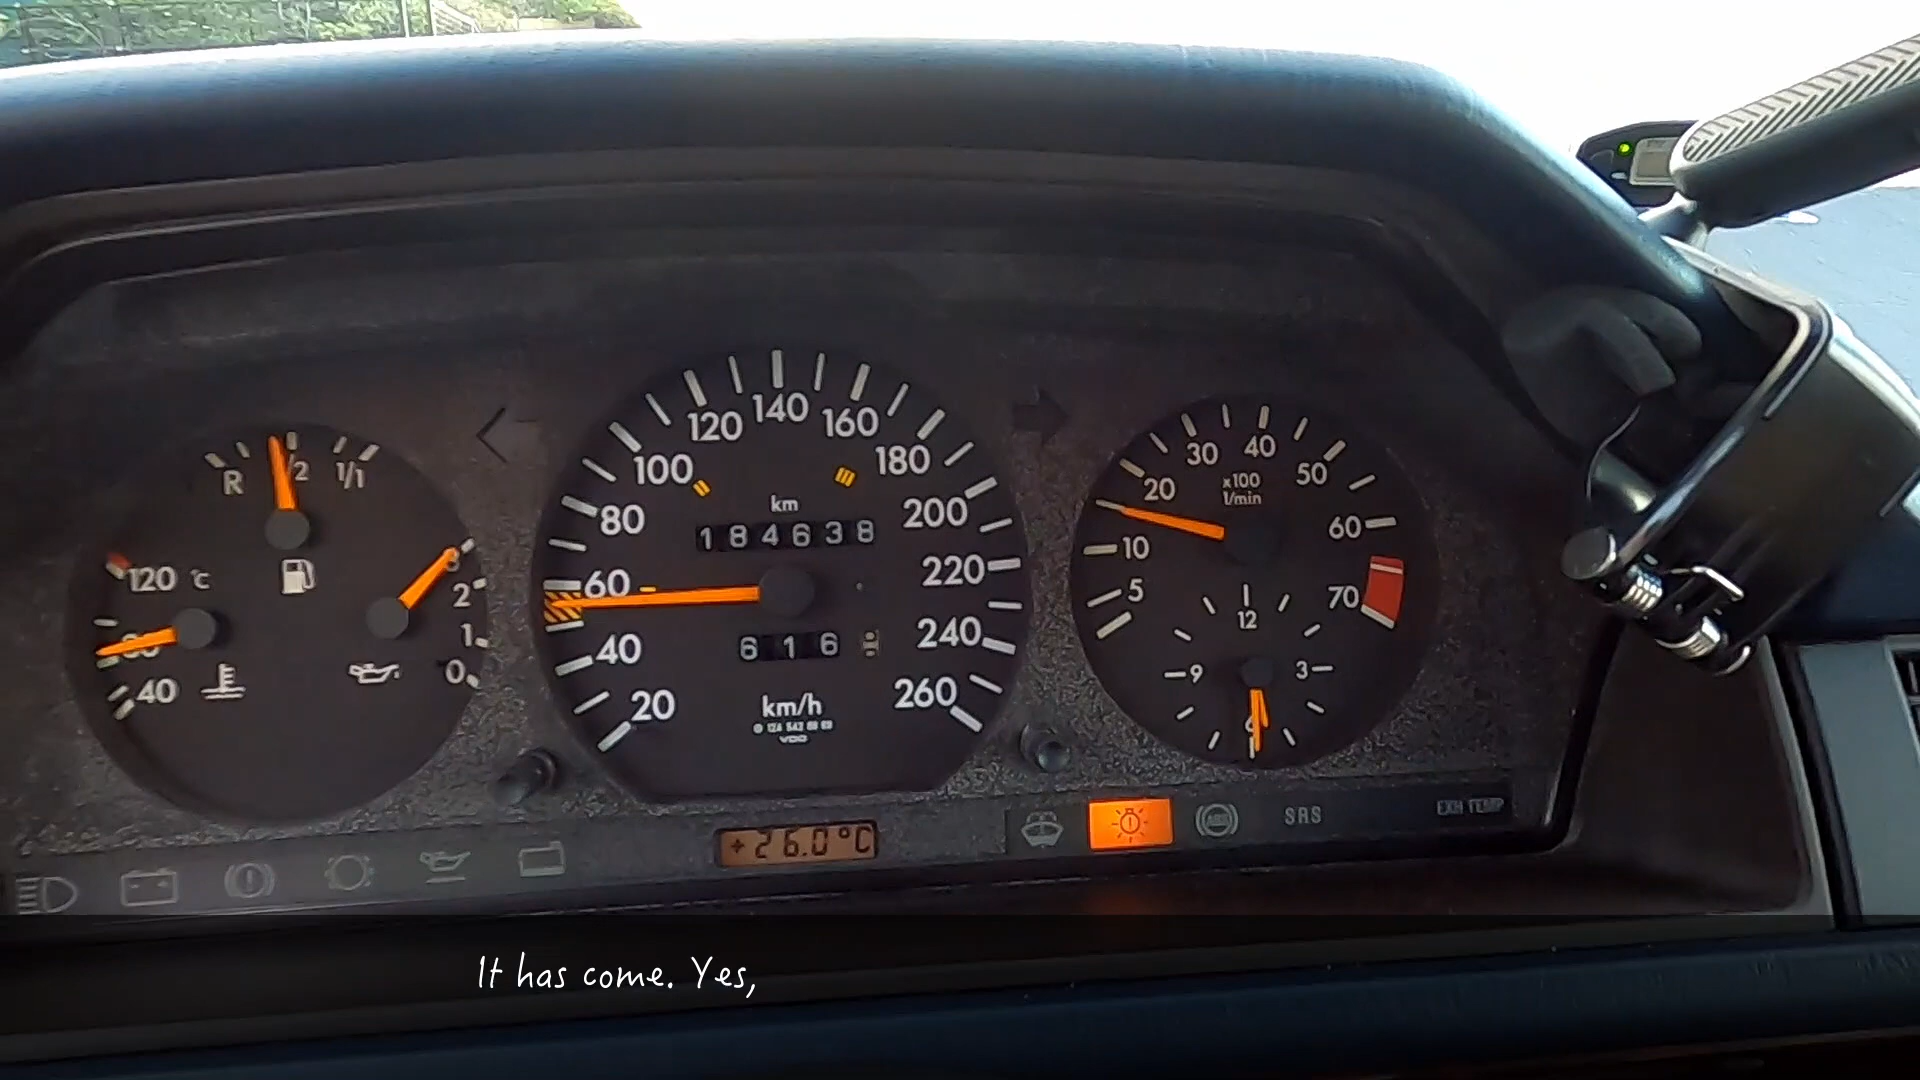 120 140 160
100 180
80 200
60 220
40 240
20 260
km
184638
616
km/h
VDO
R 1/1
120 °C
40
3
2
1
0
30 40 50
20 60
10 70
5
x100
1/min
12
9 3
6
+26.0°C
ABS
SRS
EXH TEMP
It has come. Yes,